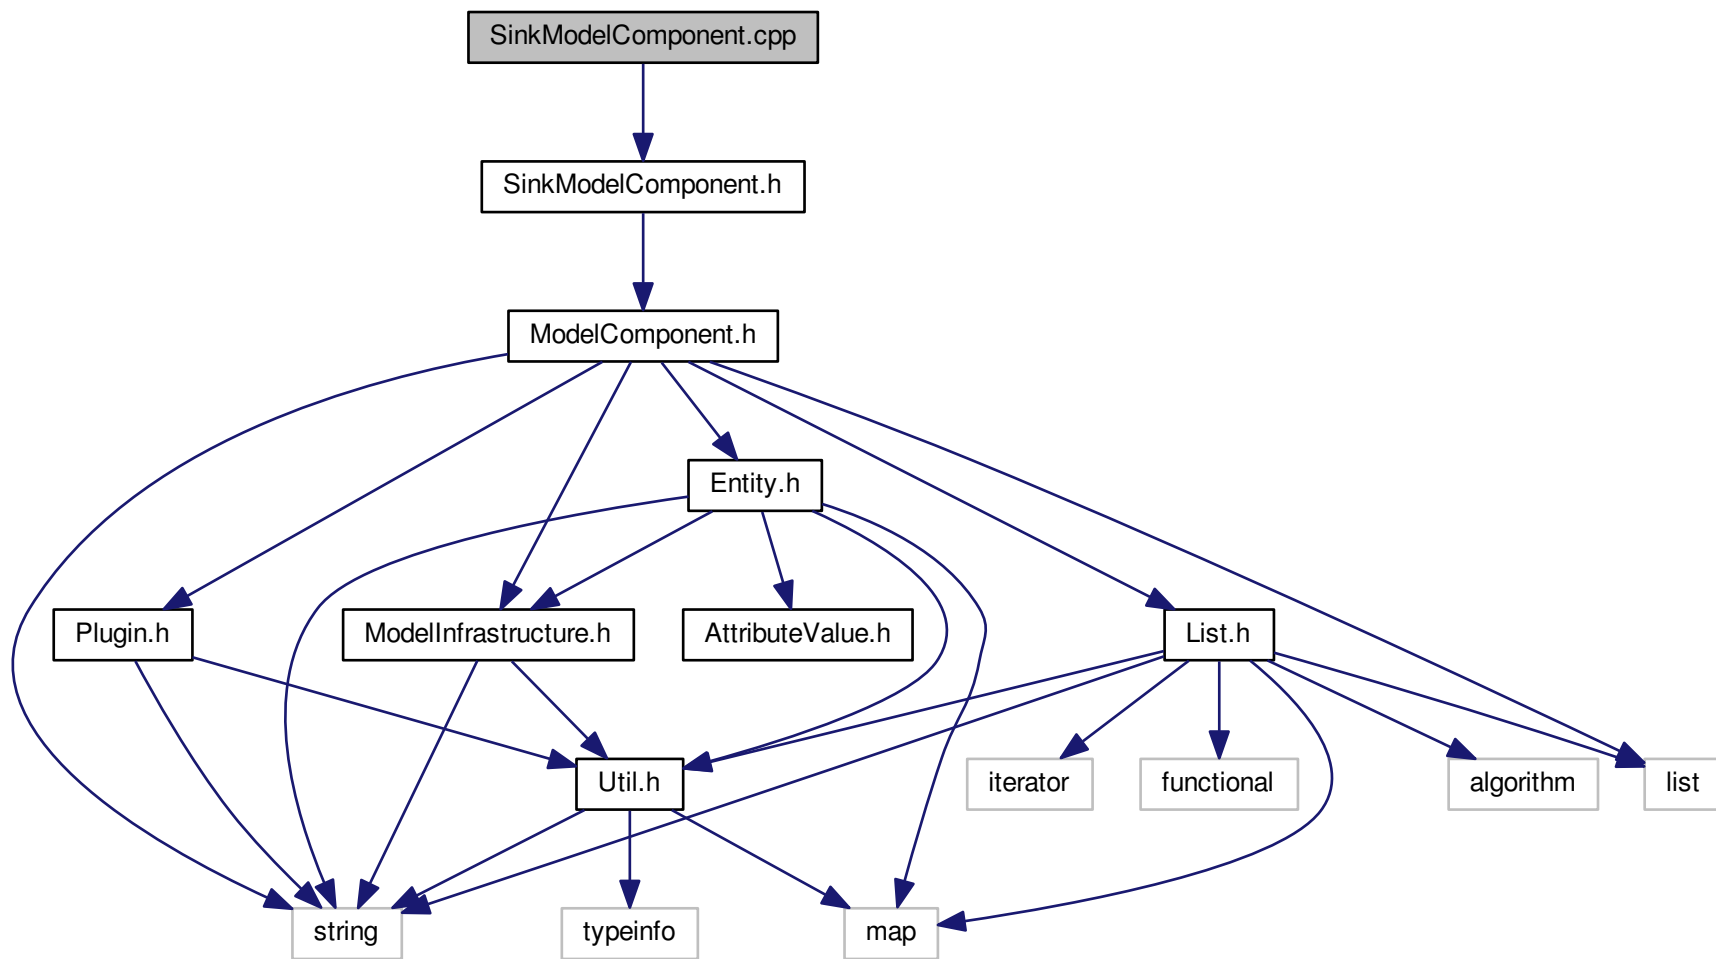 SinkModelComponent.cpp
SinkModelComponent.h
ModelComponent.h
Entity.h
Plugin.h
ModelInfrastructure.h
AttributeValue.h
List.h
Util.h
iterator
functional
algorithm
list
string
typeinfo
map